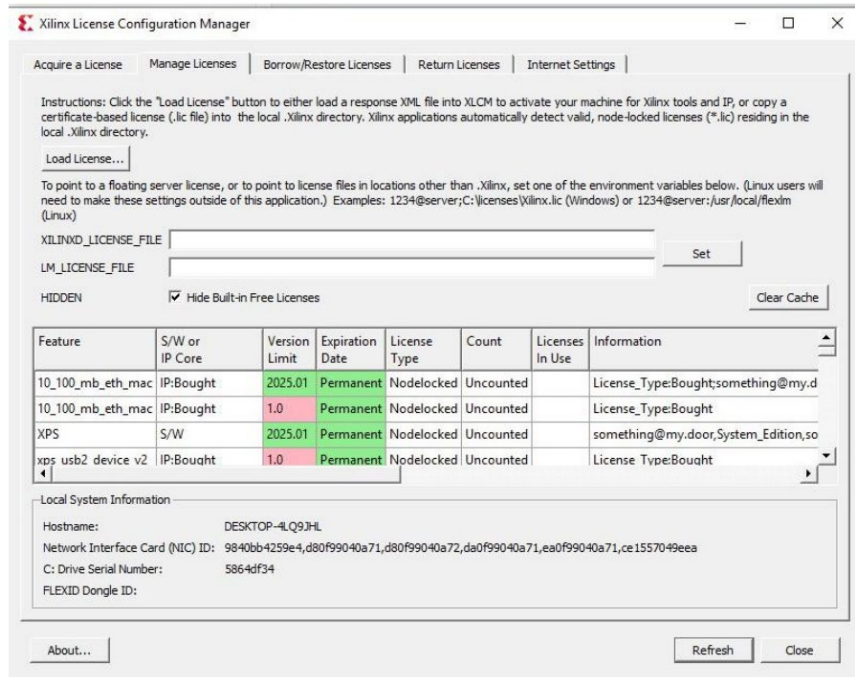 Xilinx License Configuration Manager
Acquire a License Manage Licenses Borrow/Restore Licenses Return Licenses Internet Settings
Instructions: Click the "Load License" button to either load a response XML file into XLCM to activate your machine for Xilinx tools and IP, or copy a
certificate-based license (.lic file) into the local .Xilinx directory. Xilinx applications automatically detect valid, node-locked licenses (*.lic) residing in the
local .Xilinx directory.
Load License...
To point to a floating server license, or to point to license files in locations other than .Xilinx, set one of the environment variables below. (Linux users will
need to make these settings outside of this application.) Examples: 1234@server;C:\licenses\Xilinx.lic (Windows) or 1234@server:/usr/local/flexlm
(Linux)
XILINXD_LICENSE_FILE
Set
LM_LICENSE_FILE
HIDDEN Hide Built-in Free Licenses Clear Cache
Feature S/W or Version Expiration License Count Licenses Information
IP Core Limit Date Type In Use
10_100_mb_eth_mac IP:Bought 2025.01 Permanent Nodelocked Uncounted License_Type:Bought;something@my.d
10_100_mb_eth_mac IP:Bought 1.0 Permanent Nodelocked Uncounted License_Type:Bought
XPS S/W 2025.01 Permanent Nodelocked Uncounted something@my.door,System_Edition,so
xps_usb2_device_v2 IP:Bought 1.0 Permanent Nodelocked Uncounted License_Type:Bought
Local System Information
Hostname: DESKTOP-4LQ9JHL
Network Interface Card (NIC) ID: 9840bb4259e4,d80f99040a71,d80f99040a72,da0f99040a71,ea0f99040a71,ce1557049eea
C: Drive Serial Number: 5864df34
FLEXID Dongle ID:
About... Refresh Close